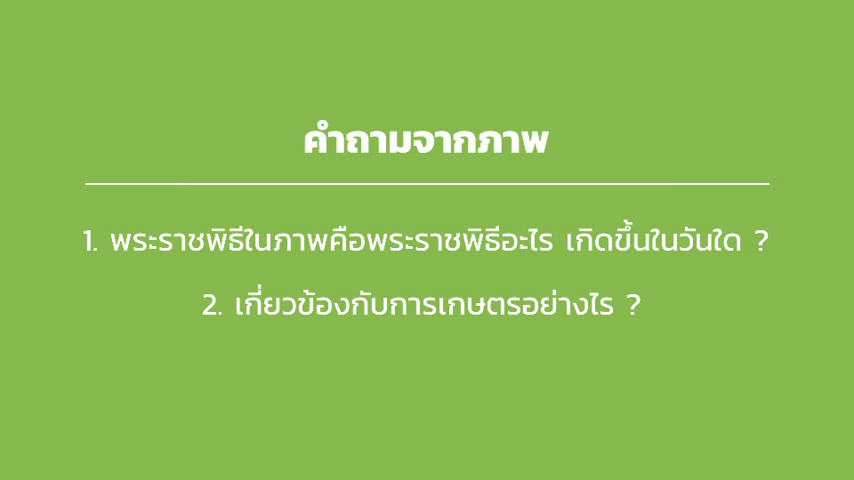 คำถามจากภาพ
1. พระราชพิธีในภาพคือพระราชพิธีอะไร เกิดขึ้นในวันใด ?
2. เกี่ยวข้องกับการเกษตรอย่างไร ?